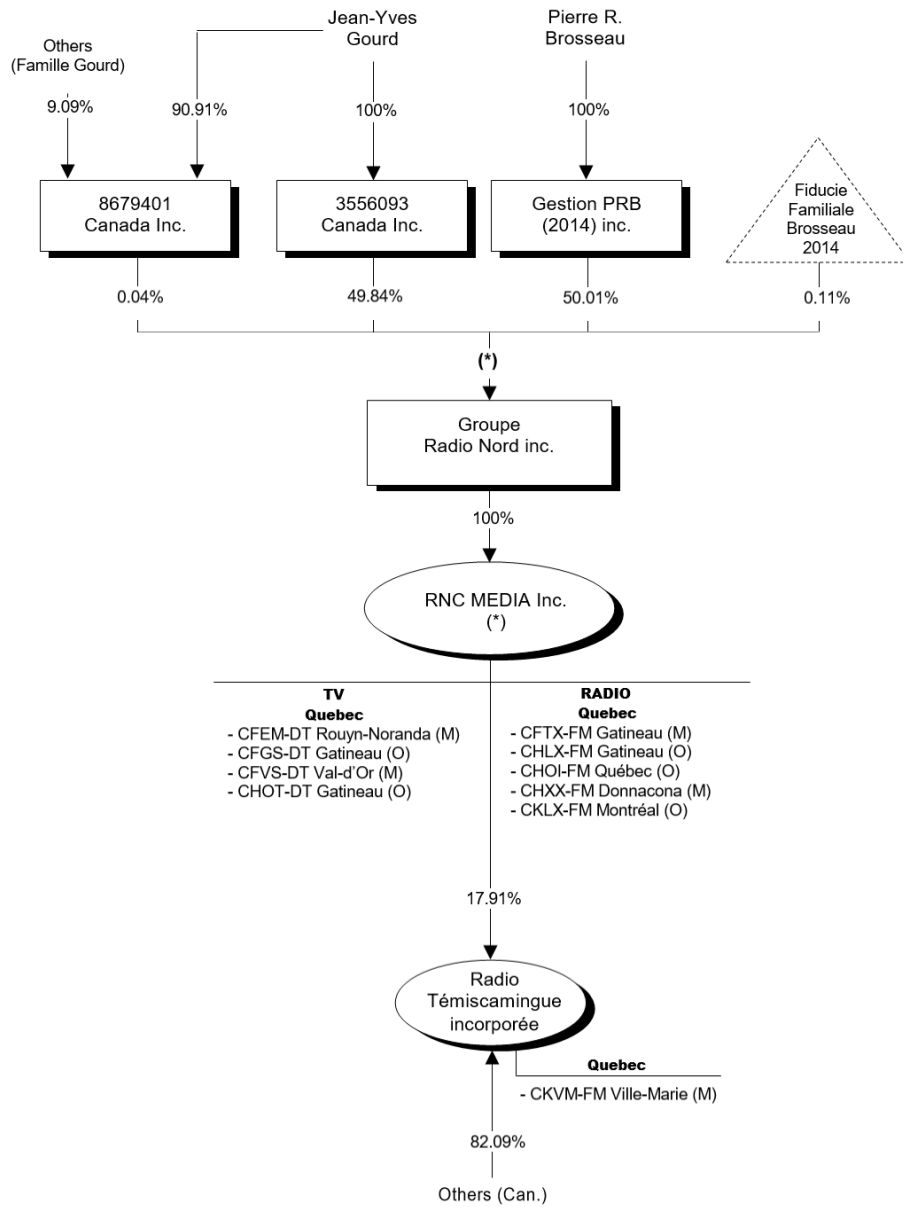 Others
(Famille Gourd)
Jean-Yves
Gourd
Pierre R.
Brosseau
9.09%
90.91%
100%
100%
8679401
Canada Inc.
3556093
Canada Inc.
Gestion PRB
(2014) inc.
Fiducie
Familiale
Brosseau
2014
0.04%
49.84%
50.01%
0.11%
(*)
Groupe
Radio Nord inc.
100%
RNC MEDIA Inc.
(*)
TV
Quebec
- CFEM-DT Rouyn-Noranda (M)
- CFGS-DT Gatineau (O)
- CFVS-DT Val-d'Or (M)
- CHOT-DT Gatineau (O)
RADIO
Quebec
- CFTX-FM Gatineau (M)
- CHLX-FM Gatineau (O)
- CHOI-FM Québec (O)
- CHXX-FM Donnacona (M)
- CKLX-FM Montréal (O)
17.91%
Radio
Témiscamingue
incorporée
Quebec
- CKVM-FM Ville-Marie (M)
82.09%
Others (Can.)